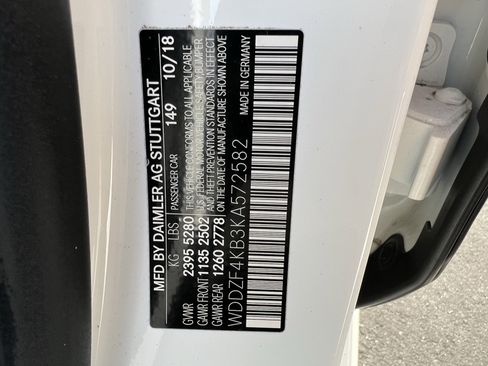 MFD BY DAIMLER AG STUTTGART
KG LBS PASSENGER CAR 149 10/18
GVWR 2395 5280 THIS VEHICLE CONFORMS TO ALL APPLICABLE
GAWR FRONT 1135 2502 U.S. FEDERAL MOTOR VEHICLE SAFETY, BUMPER,
GAWR REAR 1260 2778 AND THEFT PREVENTION STANDARDS IN EFFECT
ON THE DATE OF MANUFACTURE SHOWN ABOVE
WDDZF4KB3KA572582 MADE IN GERMANY